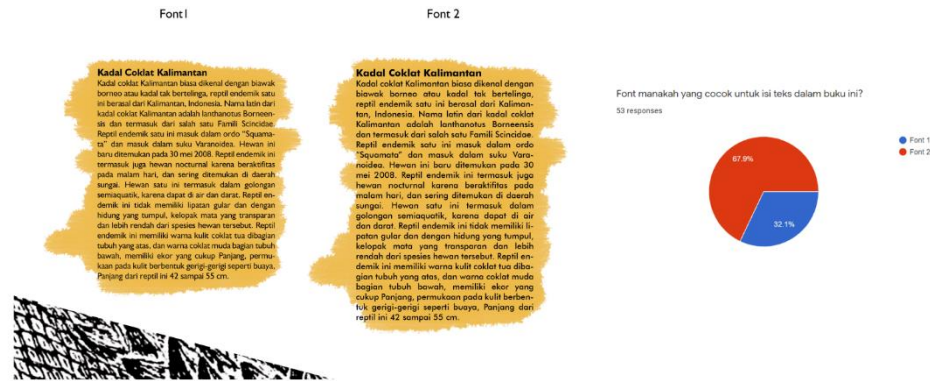 Font1
Kadal Coklat Kalimantan
Kadal coklat Kalimantan biasa dikenal dengan biawak
borneo atau kadal tak bertelinga, reptil endemik satu
ini berasal dari Kalimantan, Indonesia. Nama latin dari
kadal coklat Kalimantan adalah lanthanotus Borneen-
sis dan termasuk dari salah satu Famili Scincidae.
Reptil endemik satu ini masuk dalam ordo "Squama-
ta" dan masuk dalam suku Varanoidea. Hewan ini
baru ditemukan pada 30 mei 2008. Reptil endemik ini
termasuk juga hewan nocturnal karena beraktifitas
pada malam hari, dan sering ditemukan di daerah
sungai. Hewan satu ini termasuk dalam golongan
semiaquatik, karena dapat di air dan darat. Reptil en-
demik ini tidak memiliki lipatan gular dan dengan
hidung yang tumpul, kelopak mata yang transparan
dan lebih rendah dari spesies hewan tersebut. Reptil
endemik ini memiliki warna kulit coklat tua dibagian
tubuh yang atas, dan warna coklat muda bagian tubuh
bawah, memiliki ekor yang cukup Panjang, permu-
kaan pada kulit berbentuk gerigi-gerigi seperti buaya,
Panjang dari reptil ini 42 sampai 55 cm.
Font 2
Kadal Coklat Kalimantan
Kadal coklat Kalimantan biasa dikenal dengan
biawak borneo atau kadal tak bertelinga,
reptil endemik satu ini berasal dari Kaliman-
tan, Indonesia. Nama latin dari kadal coklat
Kalimantan adalah lanthanotus Borneensis
dan termasuk dari salah satu Famili Scincidae.
Reptil endemik satu ini masuk dalam ordo
"Squamata" dan masuk dalam suku Vara-
noidea. Hewan ini baru ditemukan pada 30
mei 2008. Reptil endemik ini termasuk juga
hewan nocturnal karena beraktifitas pada
malam hari, dan sering ditemukan di daerah
sungai. Hewan satu ini termasuk dalam
golongan semiaquatik, karena dapat di air
dan darat. Reptil endemik ini tidak memiliki li-
patan gular dan dengan hidung yang tumpul,
kelopak mata yang transparan dan lebih
rendah dari spesies hewan tersebut. Reptil en-
demik ini memiliki warna kulit coklat tua diba-
gian tubuh yang atas, dan warna coklat muda
bagian tubuh bawah, memiliki ekor yang
cukup Panjang, permukaan pada kulit berben-
tuk gerigi-gerigi seperti buaya, Panjang dari
reptil ini 42 sampai 55 cm.
Font manakah yang cocok untuk isi teks dalam buku ini?
53 responses
67.9%
32.1%
Font 1
Font 2